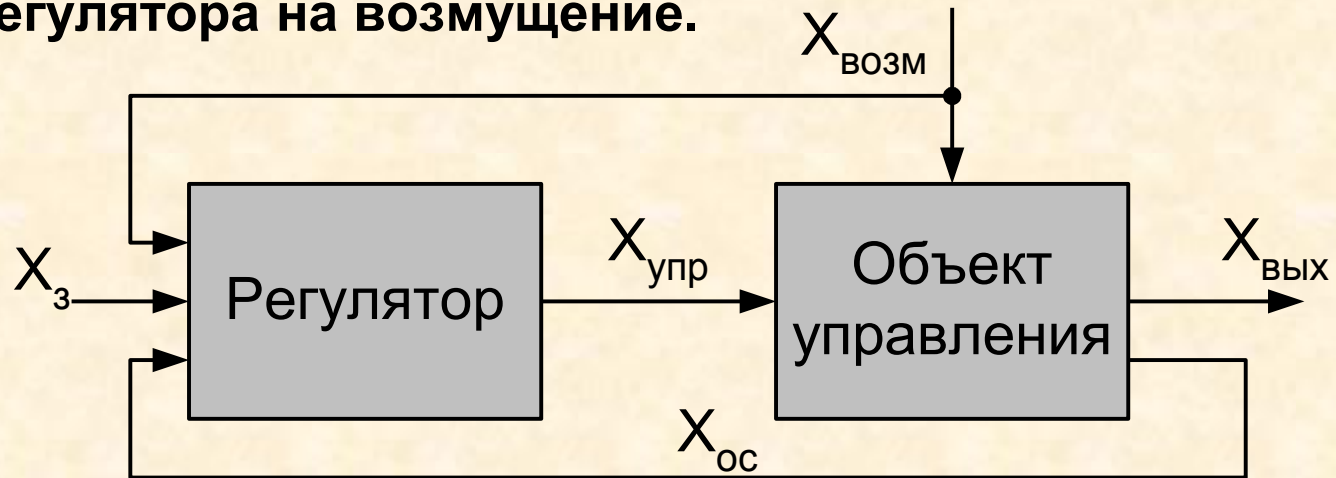 егулятора на возмущение.
Xвозм
Xз
Регулятор
Xупр
Объект
управления
Xвых
Xос